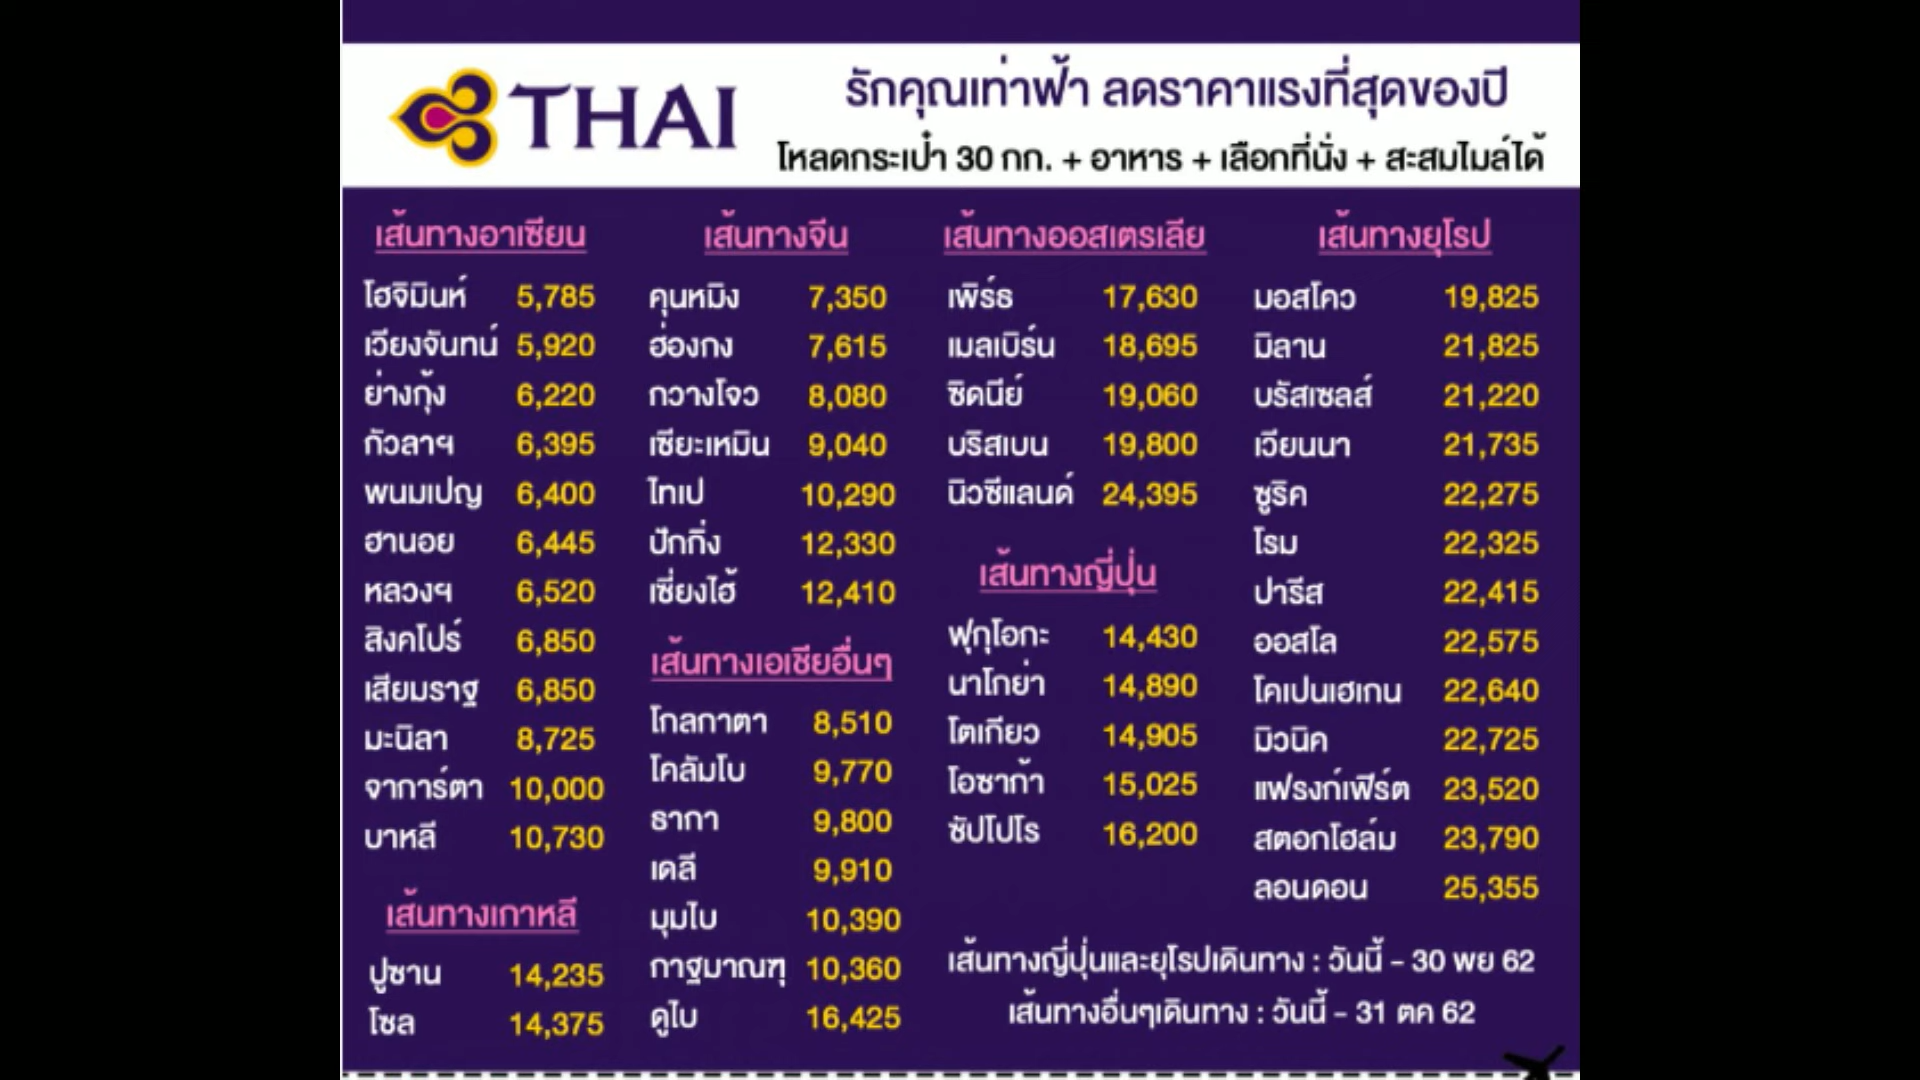 THAI
รักคุณเท่าฟ้า ลดราคาแรงที่สุดของปี
โหลดกระเป๋า 30 กก. + อาหาร + เลือกที่นั่ง + สะสมไมล์ได้
เส้นทางอาเซียน
โฮจิมินห์ 5,785
เวียงจันทน์ 5,920
ย่างกุ้ง 6,220
กัวลาฯ 6,395
พนมเปญ 6,400
ฮานอย 6,445
หลวงฯ 6,520
สิงคโปร์ 6,850
เสียมราฐ 6,850
มะนิลา 8,725
จาการ์ตา 10,000
บาหลี 10,730
เส้นทางเกาหลี
ปูซาน 14,235
โซล 14,375
เส้นทางจีน
คุนหมิง 7,350
ฮ่องกง 7,615
กวางโจว 8,080
เซียะเหมิน 9,040
ไทเป 10,290
ปักกิ่ง 12,330
เซี่ยงไฮ้ 12,410
เส้นทางเอเชียอื่นๆ
โกลกาตา 8,510
โคลัมโบ 9,770
ธากา 9,800
เดลี 9,910
มุมไบ 10,390
กาฐมาณฑุ 10,360
ดูไบ 16,425
เส้นทางออสเตรเลีย
เพิร์ธ 17,630
เมลเบิร์น 18,695
ซิดนีย์ 19,060
บริสเบน 19,800
นิวซีแลนด์ 24,395
เส้นทางญี่ปุ่น
ฟุกุโอกะ 14,430
นาโกย่า 14,890
โตเกียว 14,905
โอซาก้า 15,025
ซัปโปโร 16,200
เส้นทางยุโรป
มอสโคว 19,825
มิลาน 21,825
บรัสเซลส์ 21,220
เวียนนา 21,735
ซูริค 22,275
โรม 22,325
ปารีส 22,415
ออสโล 22,575
โคเปนเฮเกน 22,640
มิวนิค 22,725
แฟรงก์เฟิร์ต 23,520
สตอกโฮล์ม 23,790
ลอนดอน 25,355
เส้นทางญี่ปุ่นและยุโรปเดินทาง : วันนี้ - 30 พย 62
เส้นทางอื่นๆเดินทาง : วันนี้ - 31 ตค 62